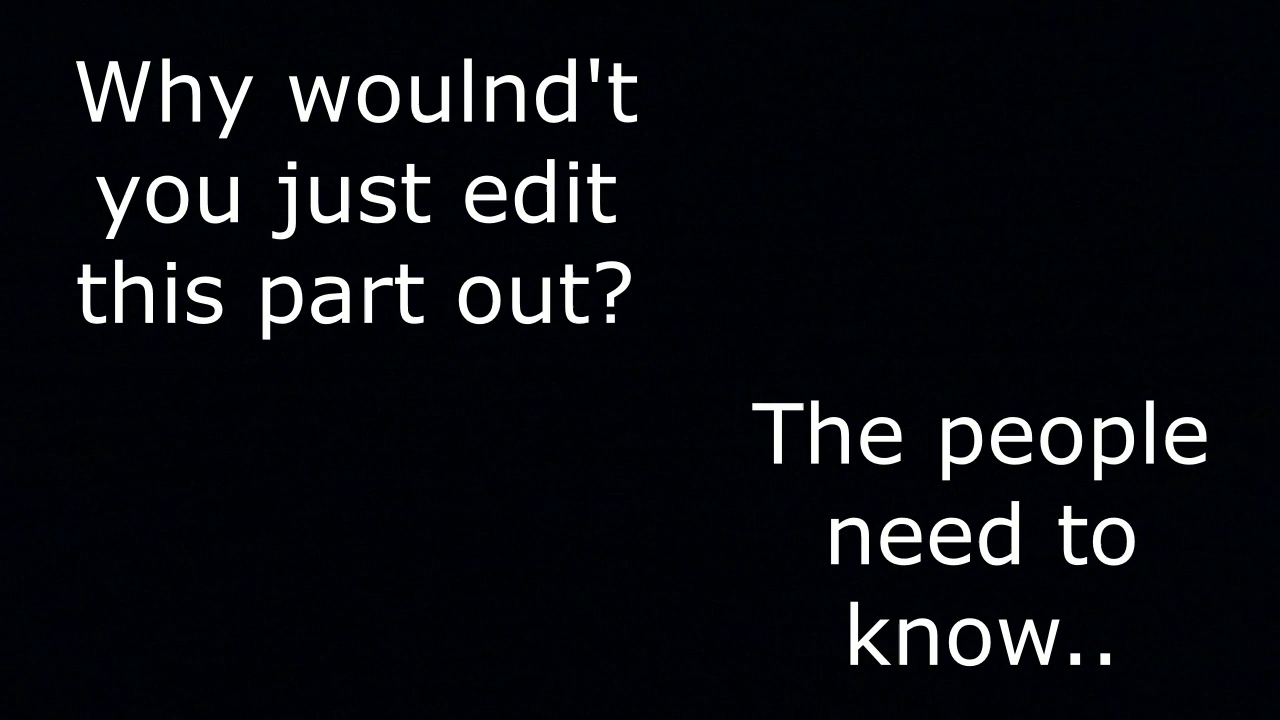 Why woulnd't
you just edit
this part out?
The people
need to
know..